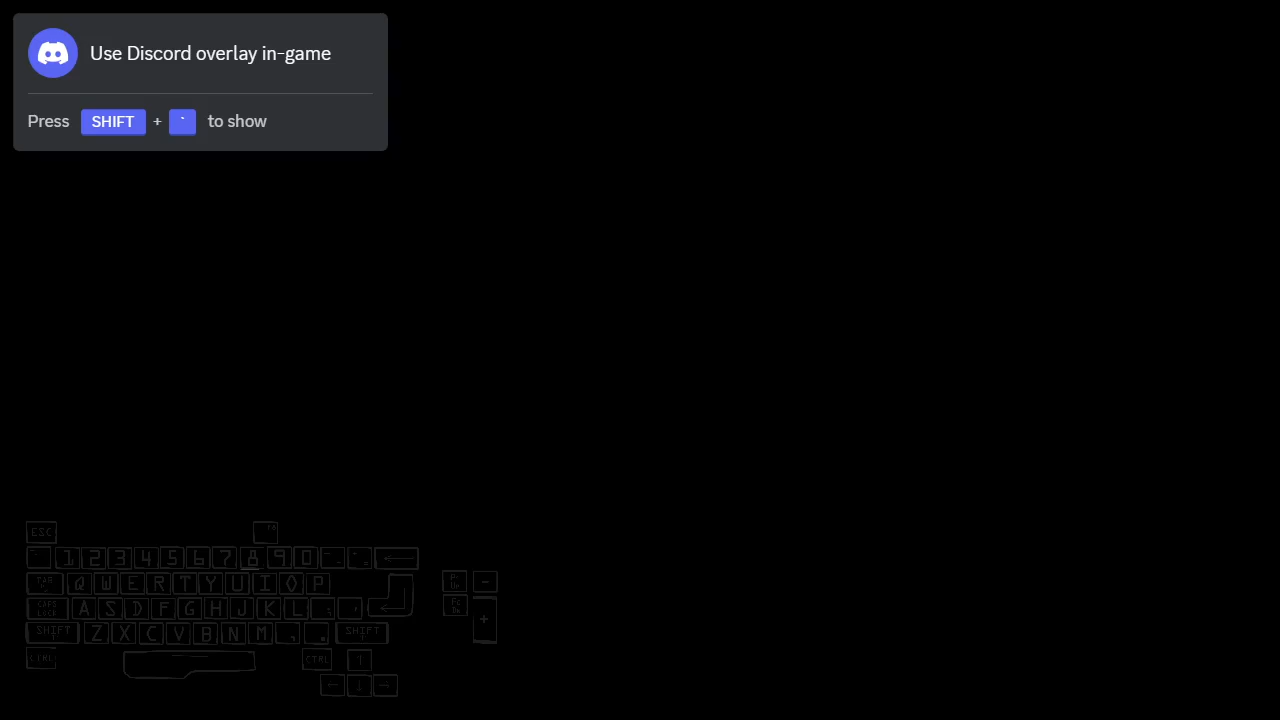 Use Discord overlay in-game
Press SHIFT + ` to show
ESC
1 2 3 4 5 6 7 8 9 0 - ←
TAB Q W E R T Y U I O P
CAPS LOCK A S D F G H J K L ; ' ←
SHIFT Z X C V B N M , . SHIFT
CTRL CTRL ↑
← ↓ →
-
+